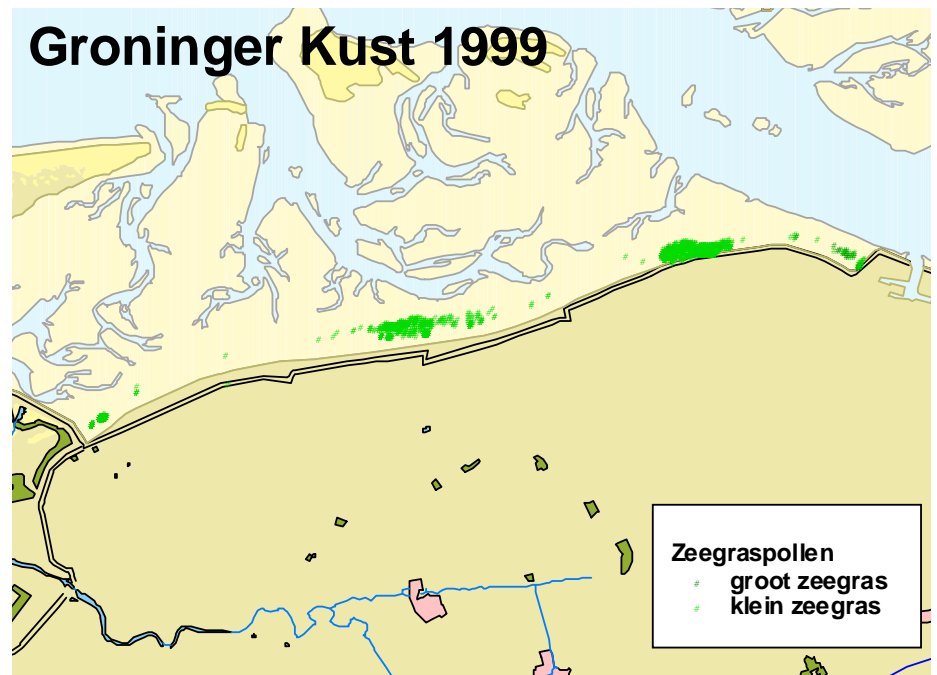 Groninger Kust 1999
Zeegraspollen
# groot zeegras
# klein zeegras